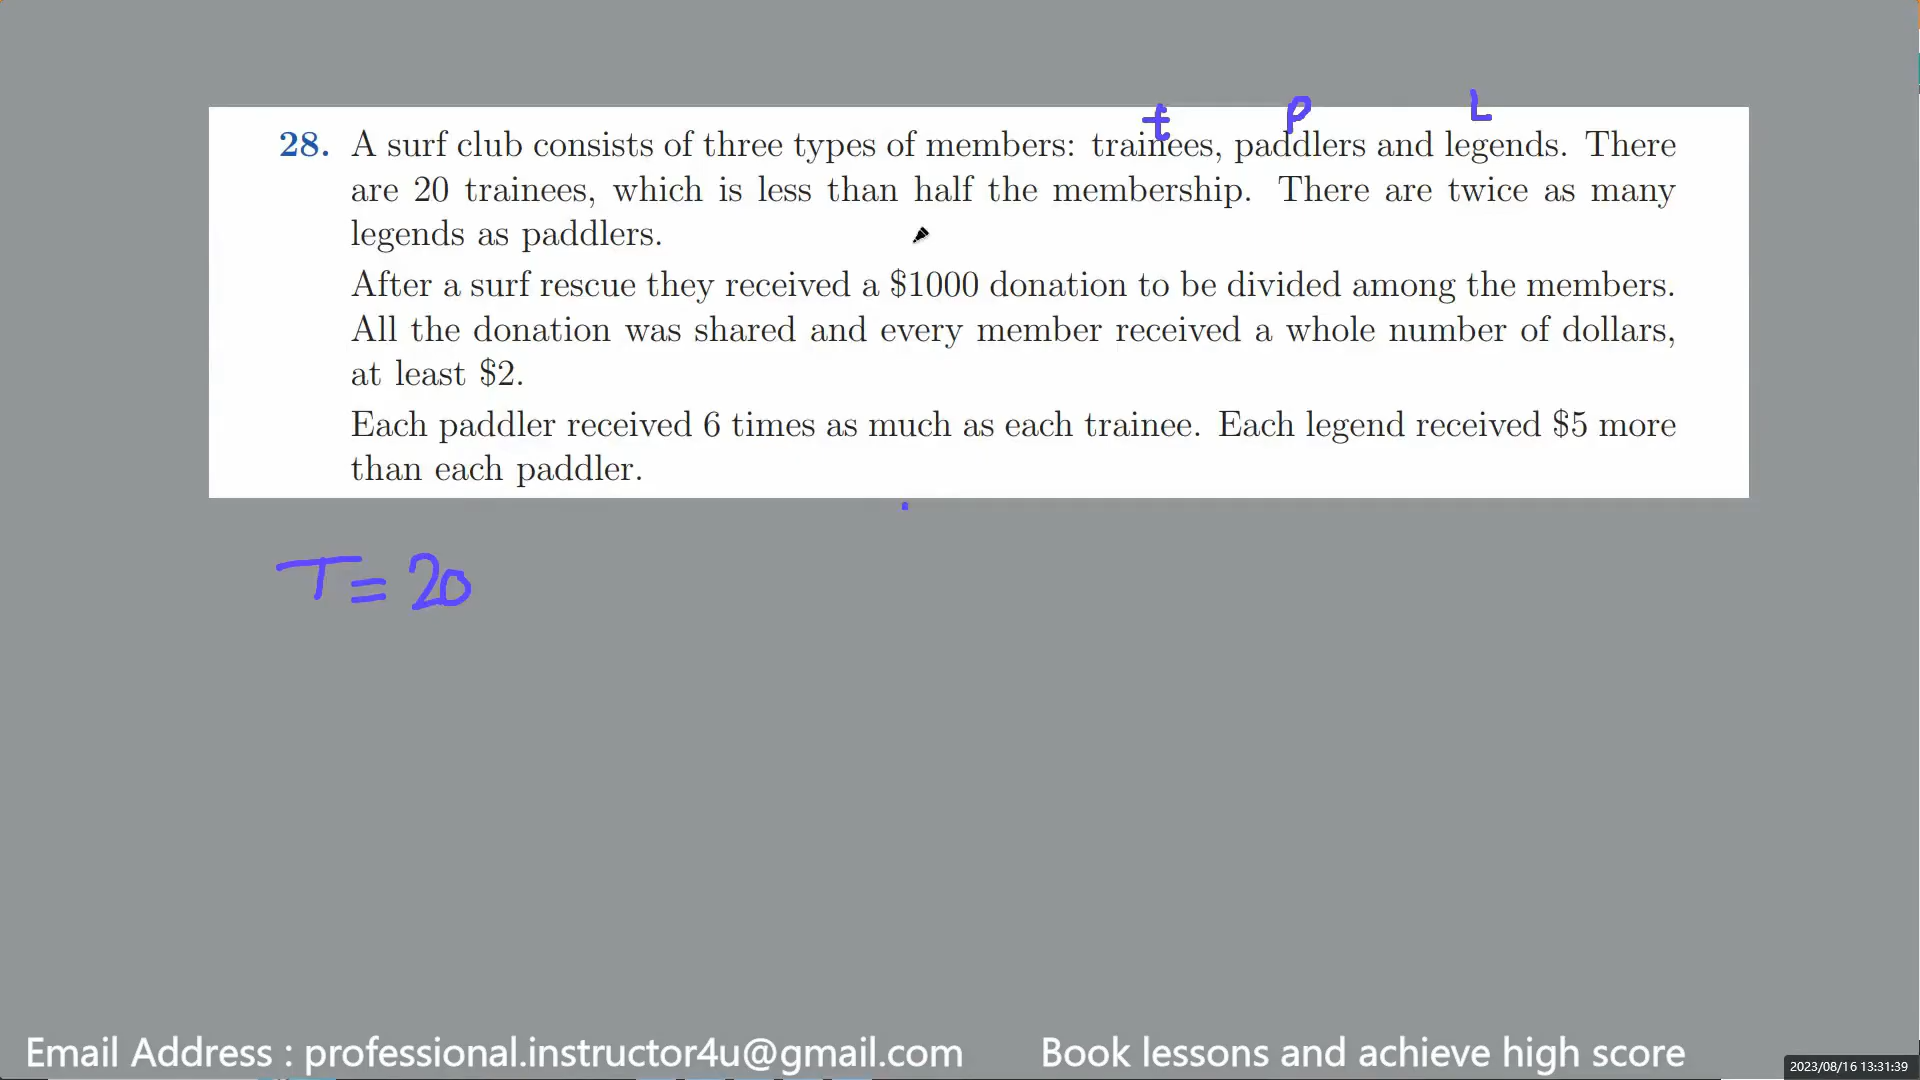 t P L
28. A surf club consists of three types of members: trainees, paddlers and legends. There
are 20 trainees, which is less than half the membership. There are twice as many
legends as paddlers.
After a surf rescue they received a $1000 donation to be divided among the members.
All the donation was shared and every member received a whole number of dollars,
at least $2.
Each paddler received 6 times as much as each trainee. Each legend received $5 more
than each paddler.
T = 20
Email Address : professional.instructor4u@gmail.com Book lessons and achieve high score
2023/08/16 13:31:39